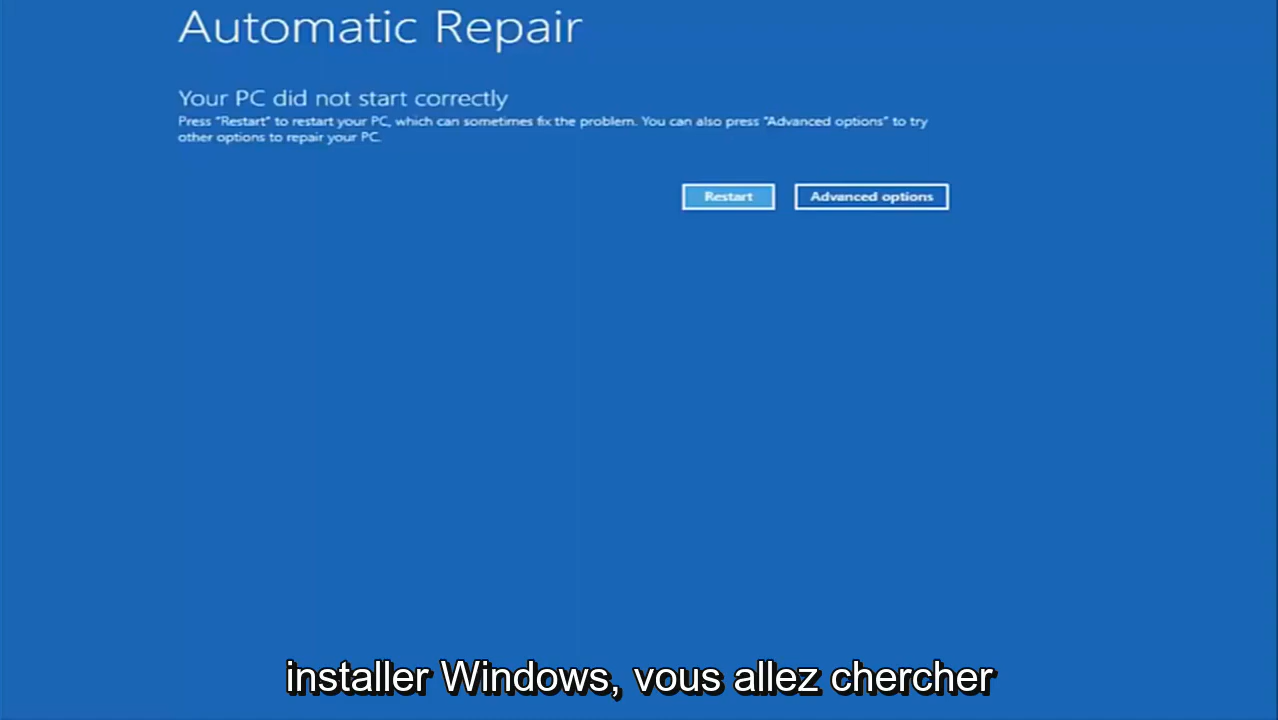 Automatic Repair
Your PC did not start correctly
Press "Restart" to restart your PC, which can sometimes fix the problem. You can also press "Advanced options" to try
other options to repair your PC.
Restart
Advanced options
installer Windows, vous allez chercher